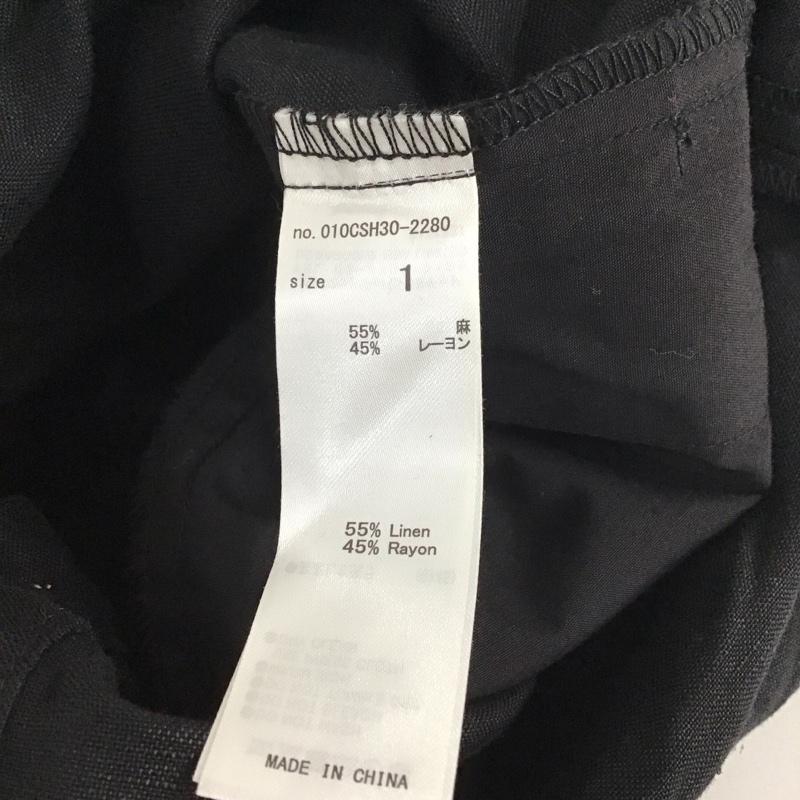 no. 010CSH30-2280
size 1
55% 麻
45% レーヨン
55% Linen
45% Rayon
MADE IN CHINA